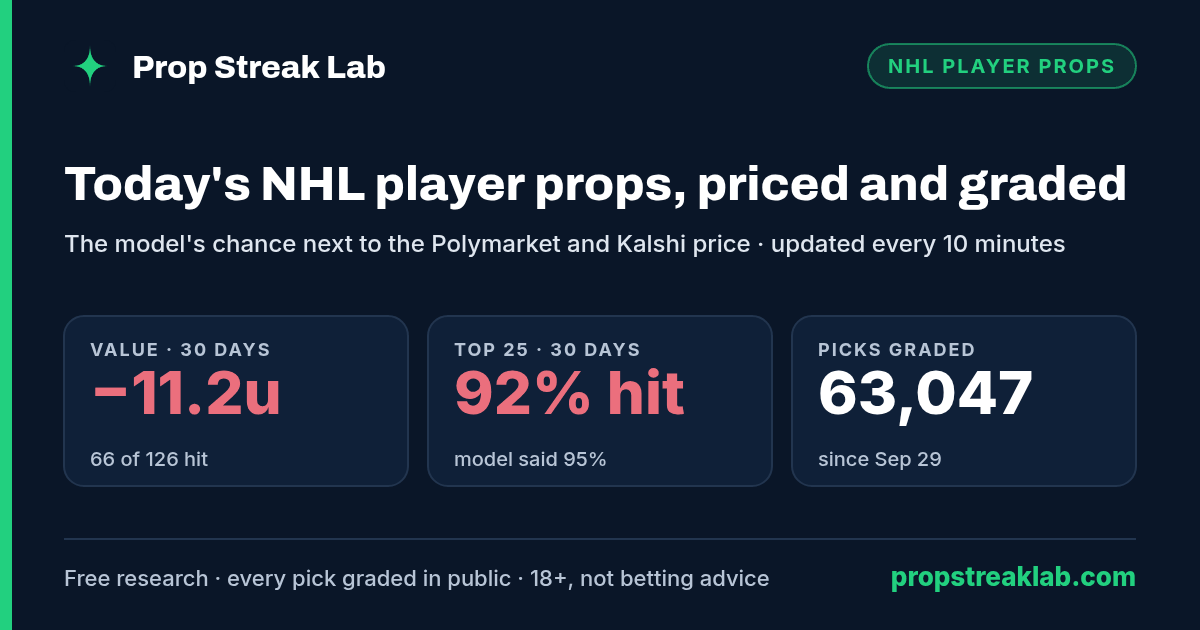 Prop Streak Lab
NHL PLAYER PROPS
Today's NHL player props, priced and graded
The model's chance next to the Polymarket and Kalshi price · updated every 10 minutes
VALUE · 30 DAYS
−11.2u
66 of 126 hit
TOP 25 · 30 DAYS
92% hit
model said 95%
PICKS GRADED
63,047
since Sep 29
Free research · every pick graded in public · 18+, not betting advice
propstreaklab.com